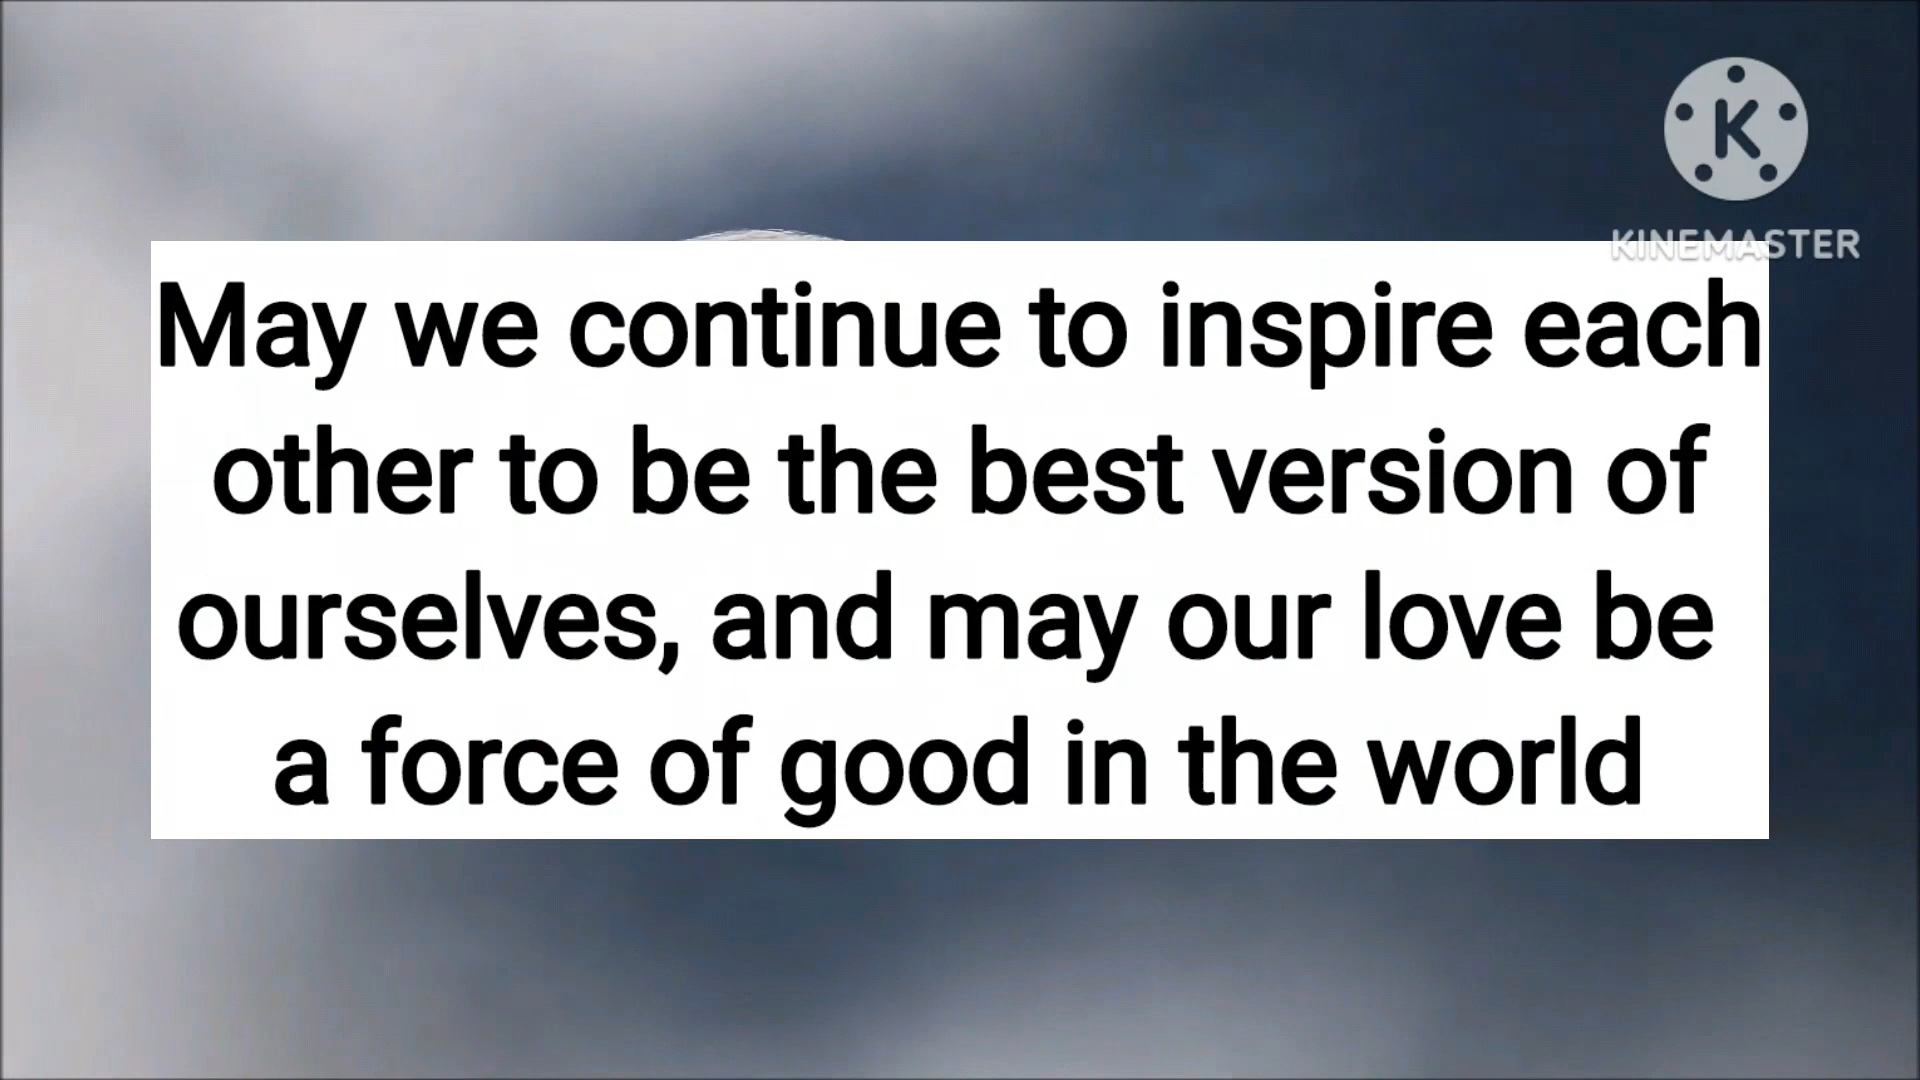 K
KINEMASTER
May we continue to inspire each
other to be the best version of
ourselves, and may our love be
a force of good in the world